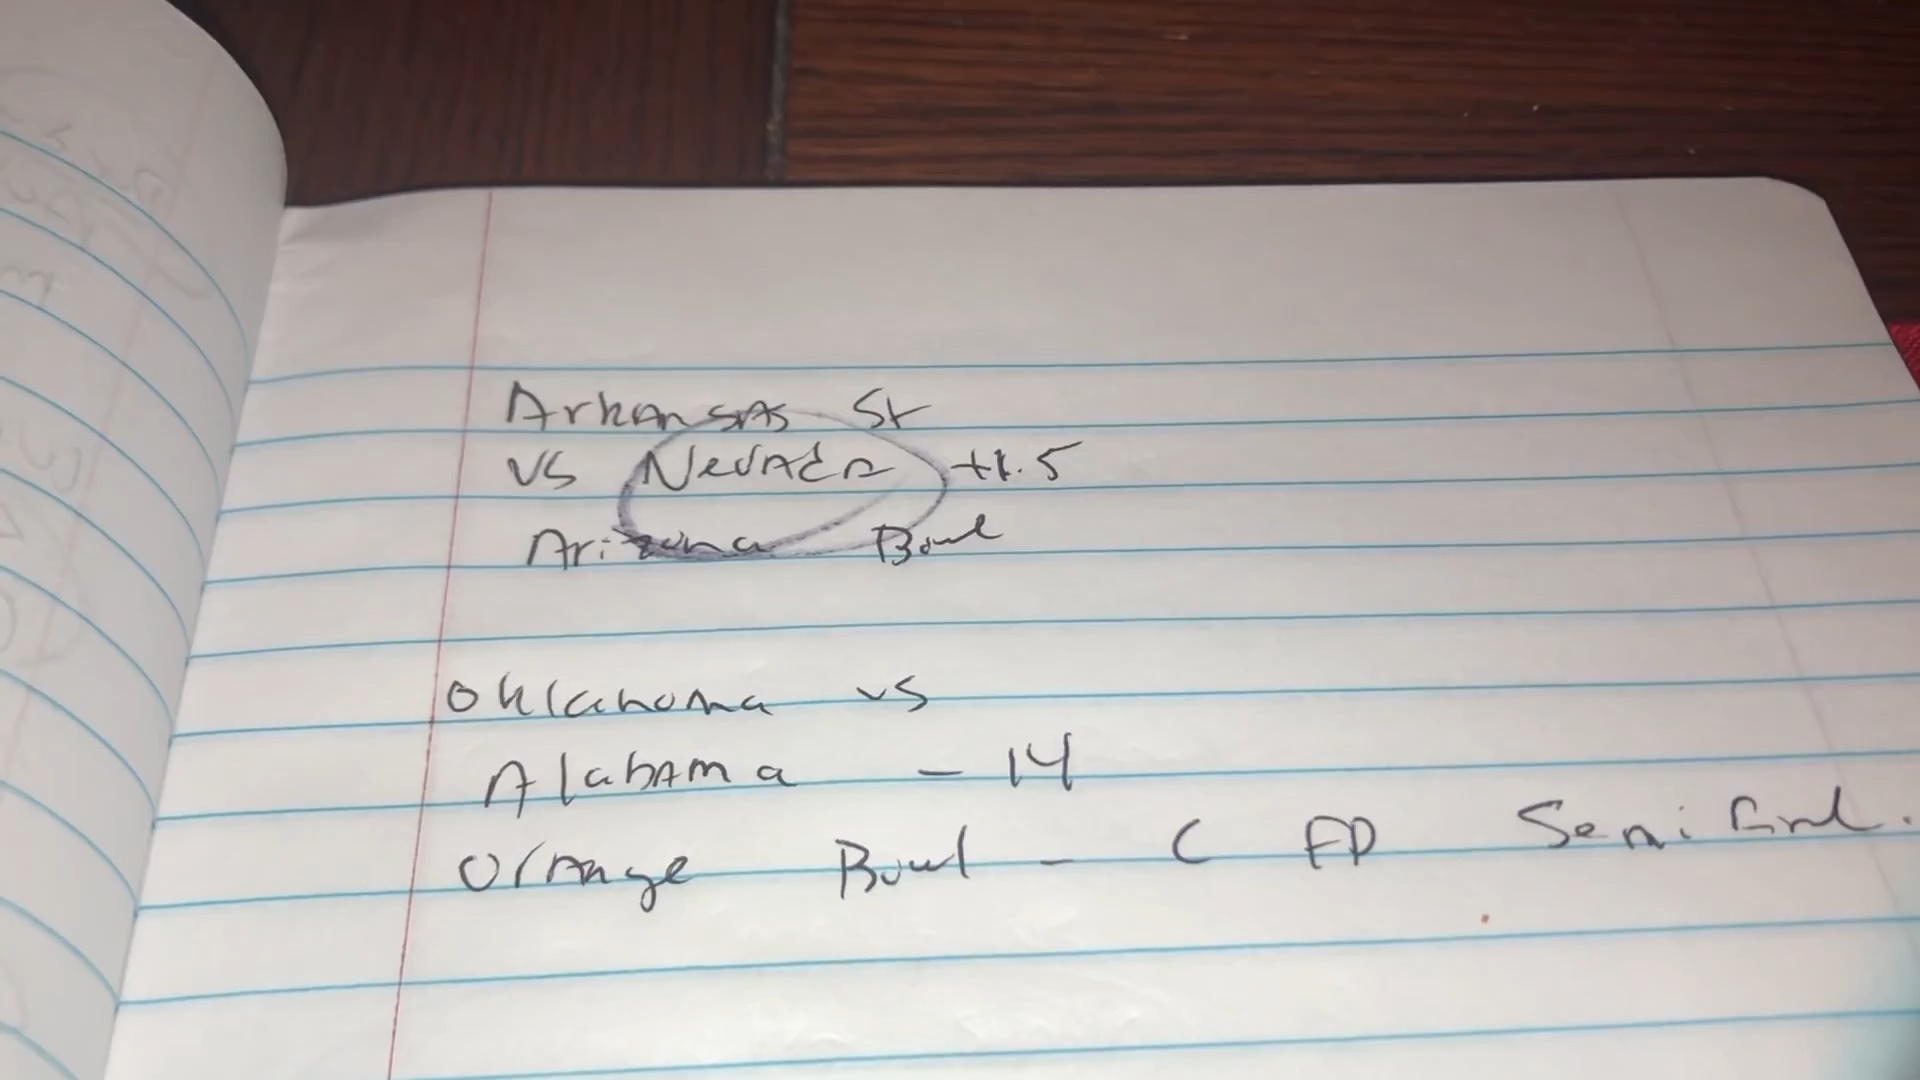 Arkansas St
vs Nevada +1.5
Arizona Bowl
Oklahoma vs
Alabama - 14
Orange Bowl - CFP Semifinal.